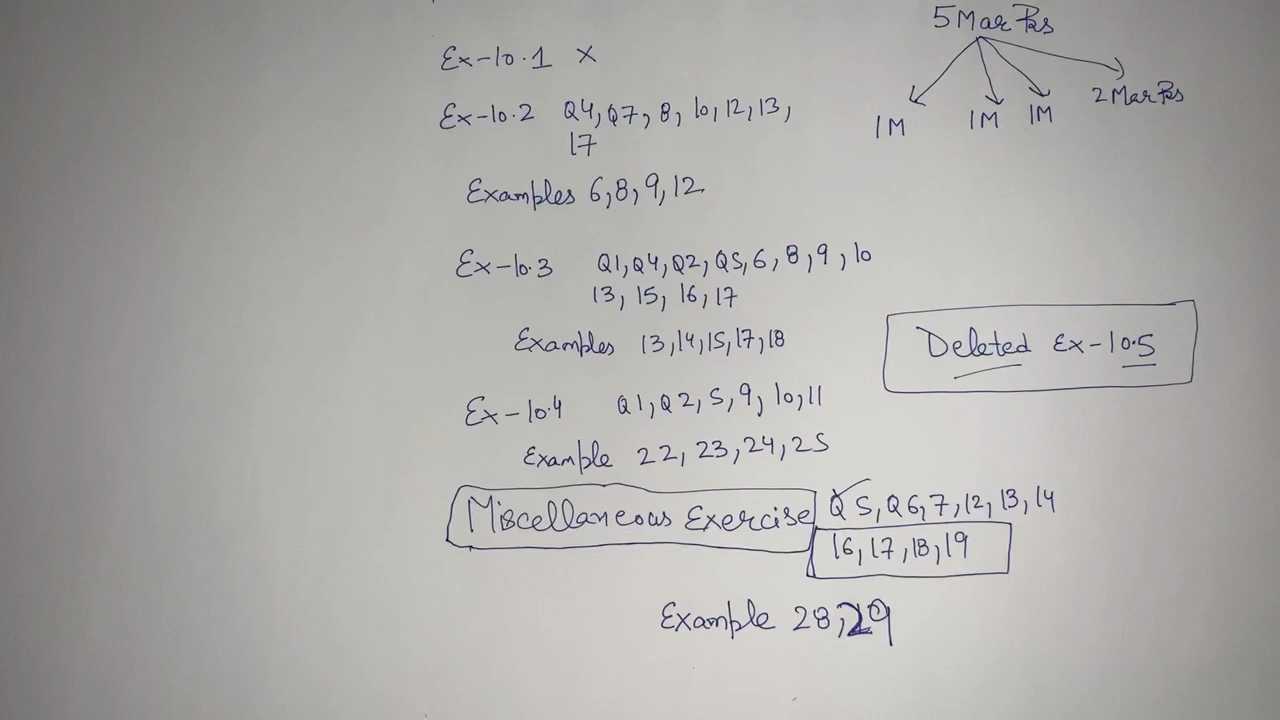 5 Marks
1M 1M 1M 2 Marks
Ex-10.1 X
Ex-10.2 Q4, Q7, 8, 10, 12, 13,
17
Examples 6, 8, 9, 12
Ex-10.3 Q1, Q4, Q2, Q5, 6, 8, 9, 10
13, 15, 16, 17
Examples 13, 14, 15, 17, 18
Deleted Ex-10.5
Ex-10.4 Q1, Q2, 5, 9, 10, 11
Example 22, 23, 24, 25
Miscellaneous Exercise Q5, Q6, 7, 12, 13, 14
16, 17, 18, 19
Example 28, 29